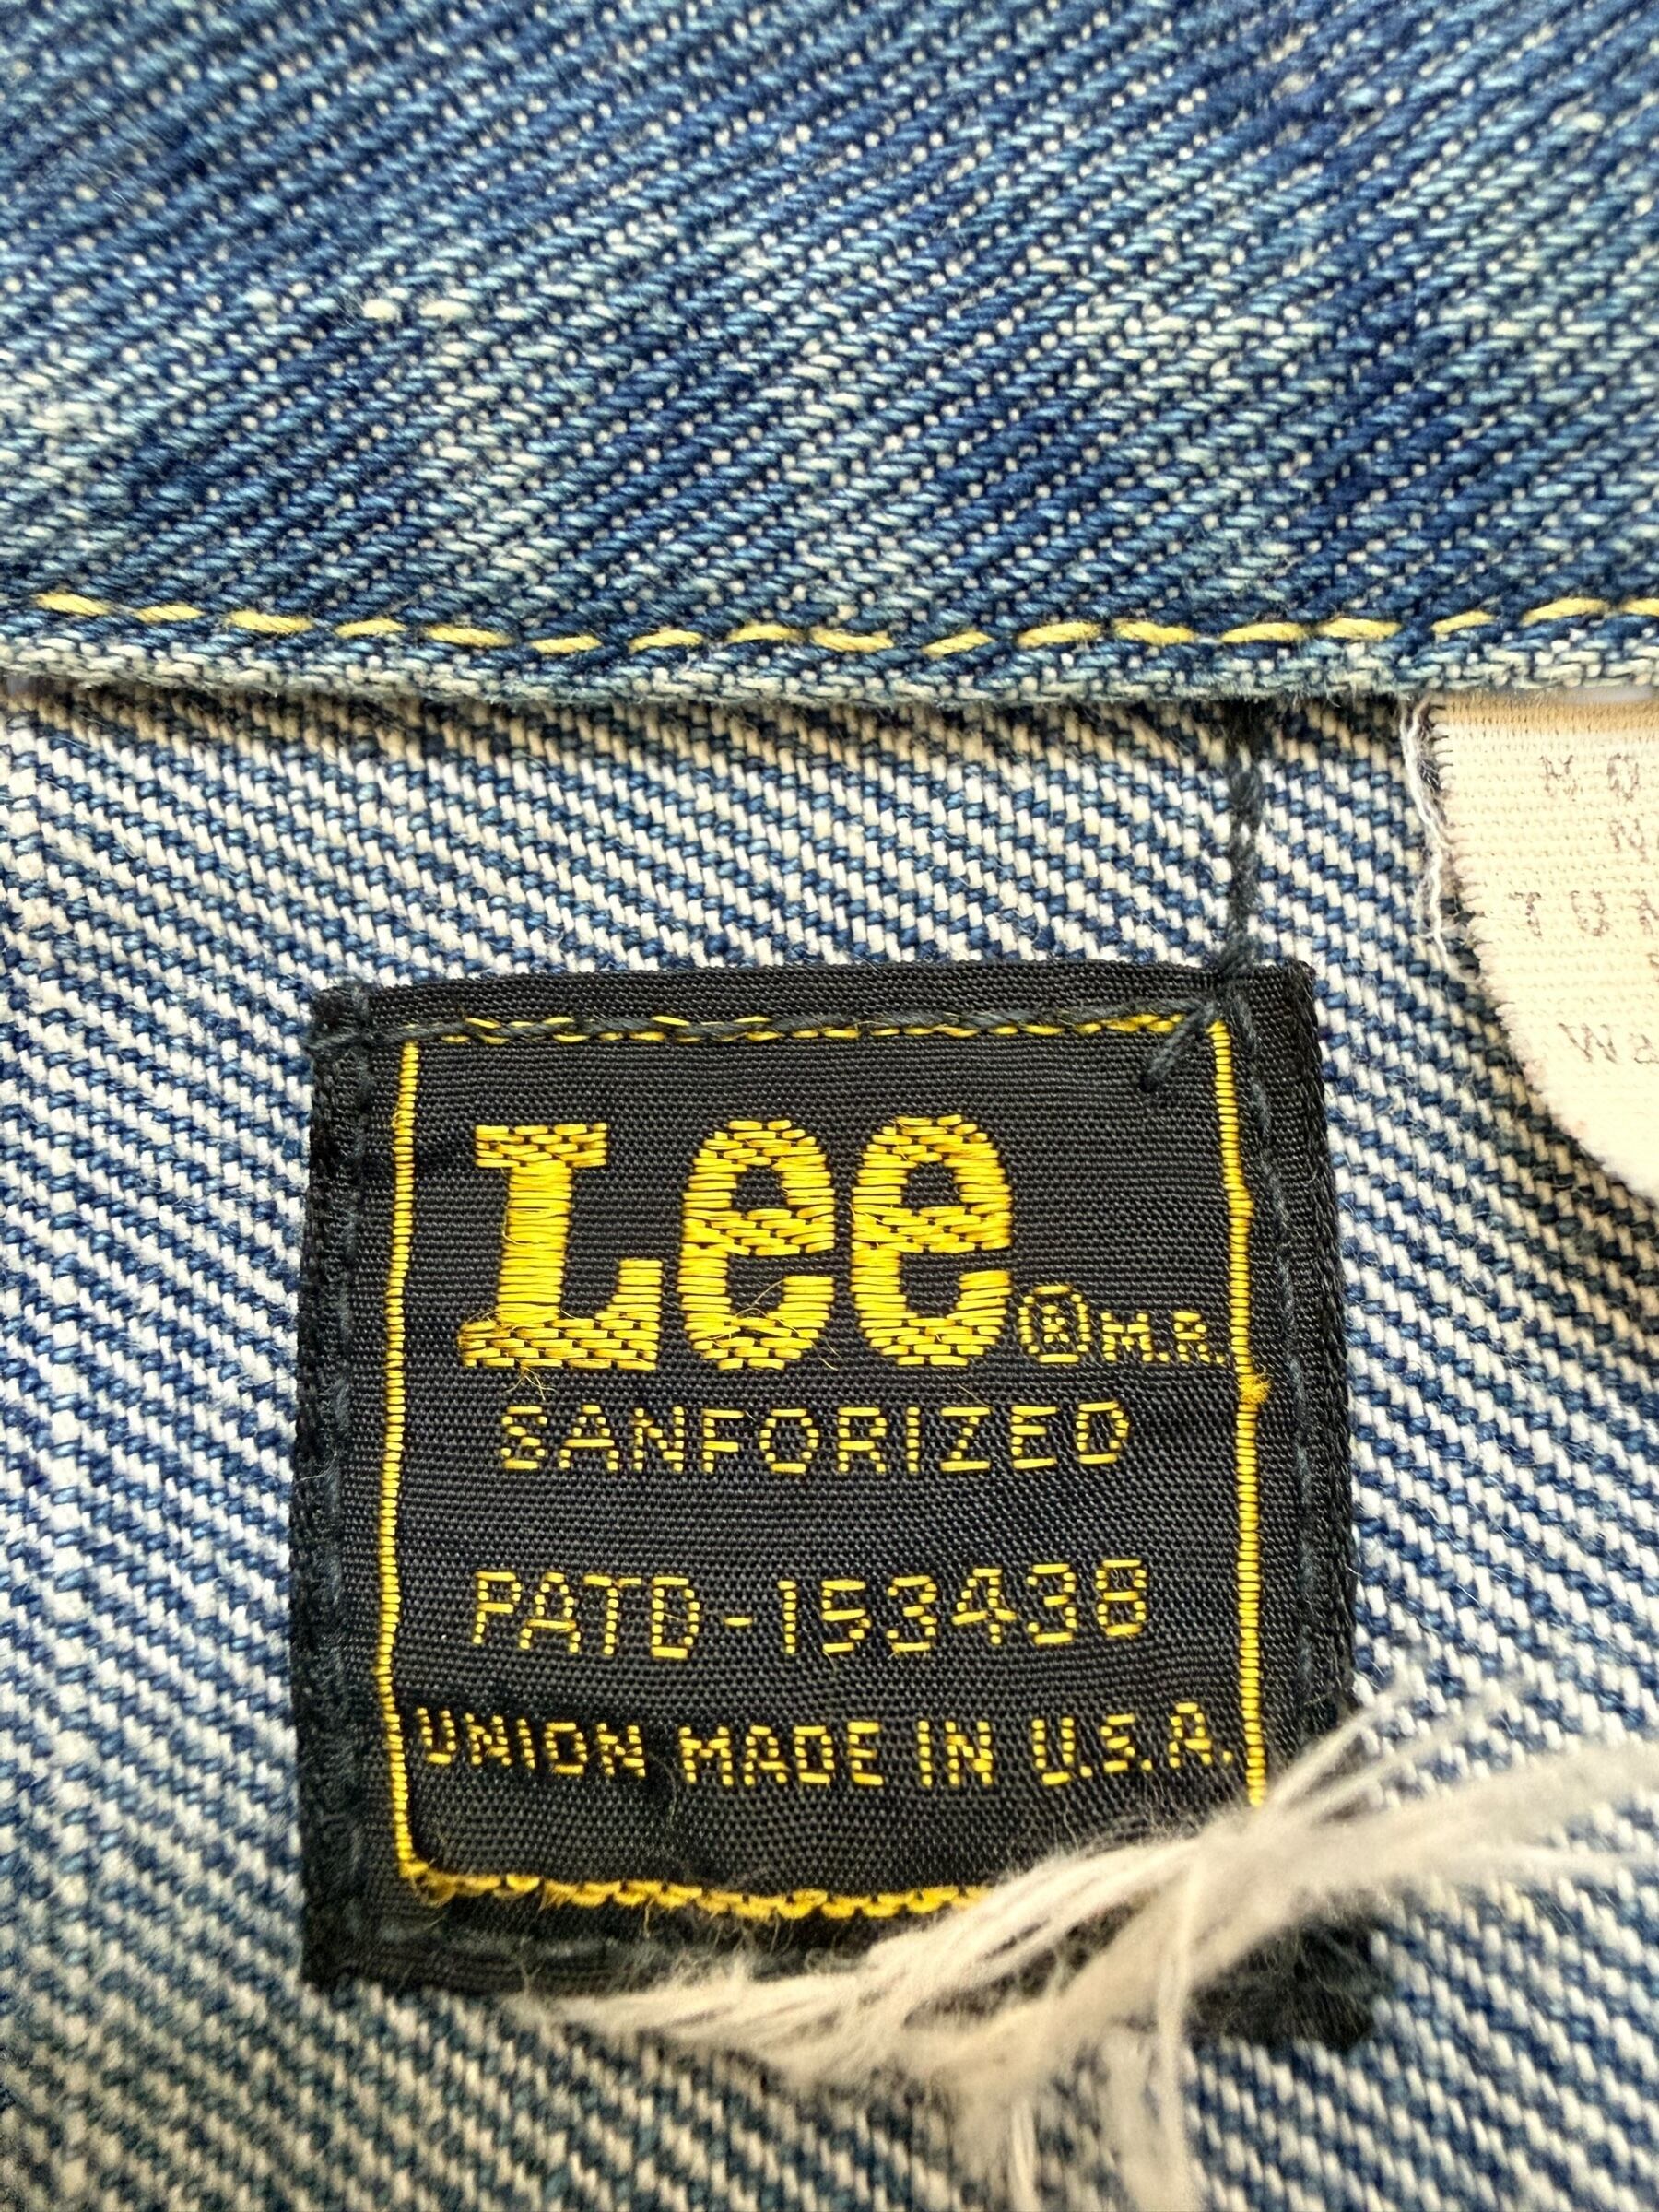 Lee ® M.R.
SANFORIZED
PATD-153438
UNION MADE IN U.S.A.